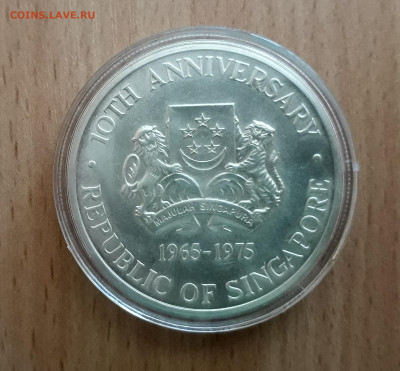 COINS.LAVE.RU
· 10TH ANNIVERSARY ·
MAJULAH SINGAPURA
1965-1975
REPUBLIC OF SINGAPORE